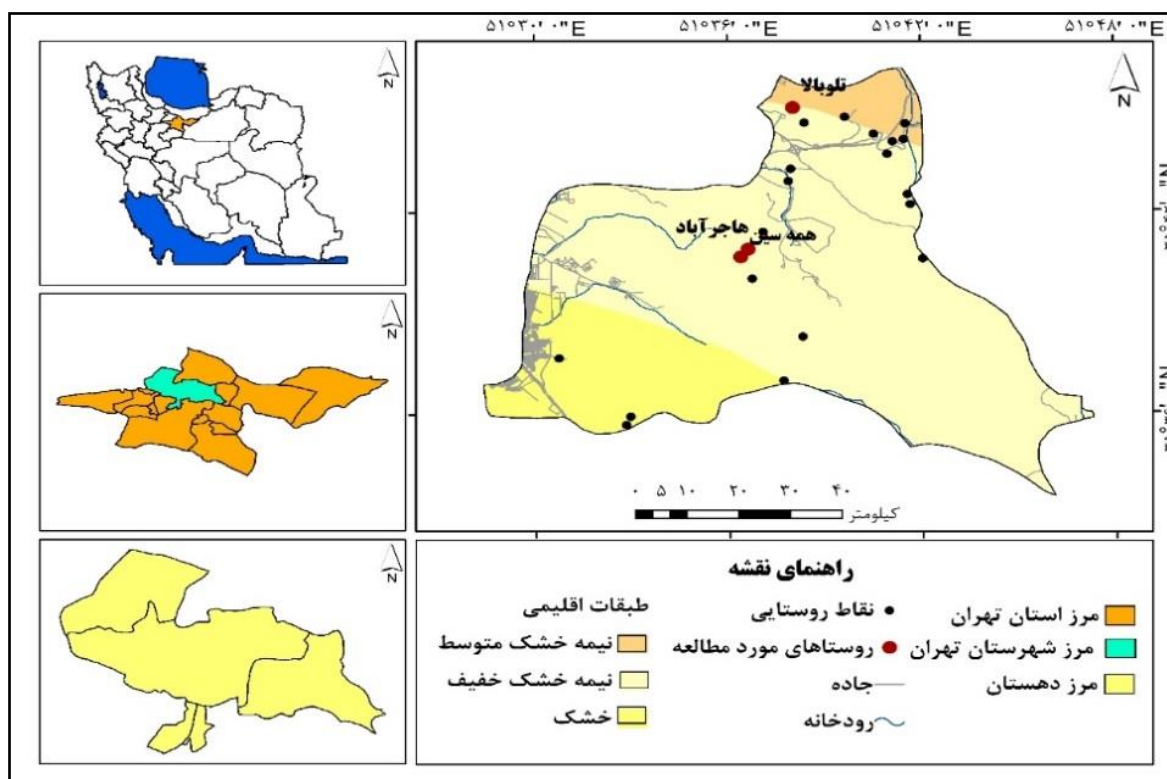 ۵۱°۳۰'۰"E ۵۱°۳۶'۰"E ۵۱°۴۲'۰"E ۵۱°۴۸'۰"E
N
N
N
N
تلوبالا
هاجرآباد
همه سین
۰ ۵ ۱۰ ۲۰ ۳۰ ۴۰
کیلومتر
راهنمای نقشه
مرز استان تهران
مرز شهرستان تهران
مرز دهستان
نقاط روستایی
روستاهای مورد مطالعه
جاده
رودخانه
طبقات اقلیمی
نیمه خشک متوسط
نیمه خشک خفیف
خشک